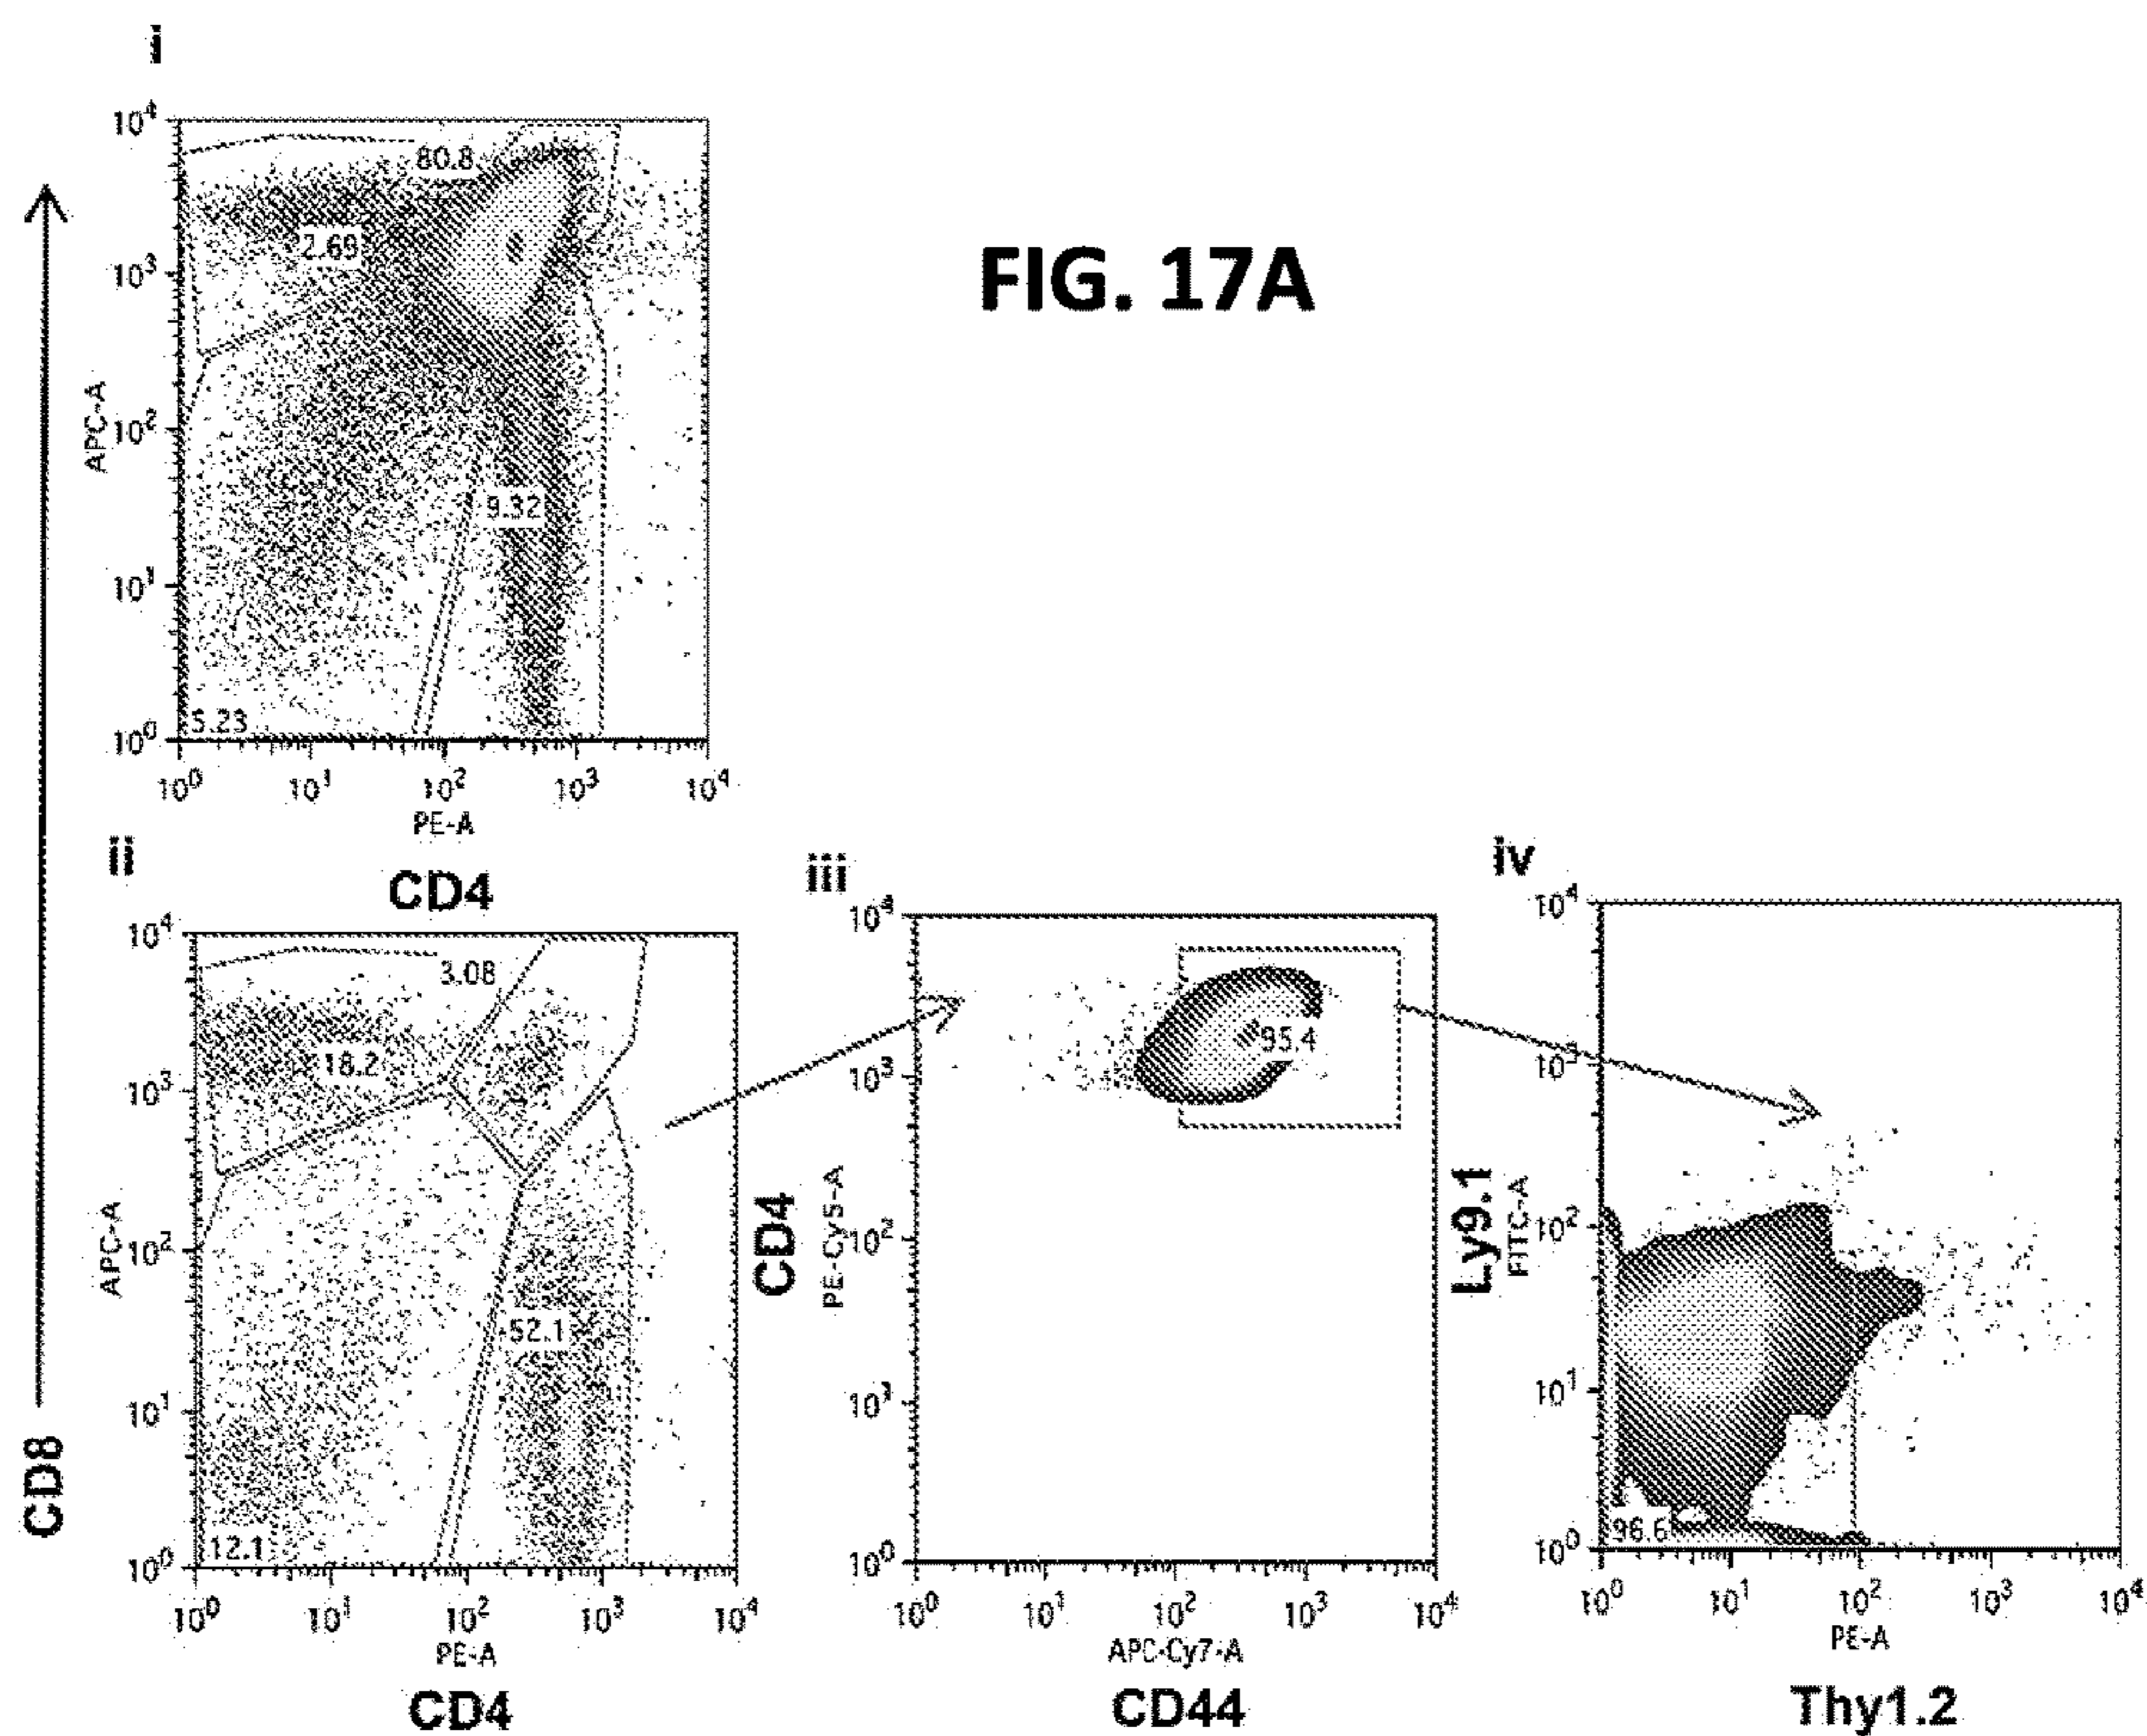 FIG. 17A
i
10⁴
10³
10²
10¹
10⁰
APC-A
80.8
2.69
9.32
5.23
10⁰ 10¹ 10² 10³ 10⁴
PE-A
CD4
CD8
ii
10⁴
10³
10²
10¹
10⁰
APC-A
3.08
18.2
52.1
12.1
10⁰ 10¹ 10² 10³ 10⁴
PE-A
CD4
iii
10⁴
10³
10²
10¹
10⁰
CD4
PE-Cy5-A
95.4
10⁰ 10¹ 10² 10³ 10⁴
APC-Cy7-A
CD44
iv
10⁴
10³
10²
10¹
10⁰
Ly9.1
FITC-A
10⁰ 10¹ 10² 10³ 10⁴
PE-A
Thy1.2